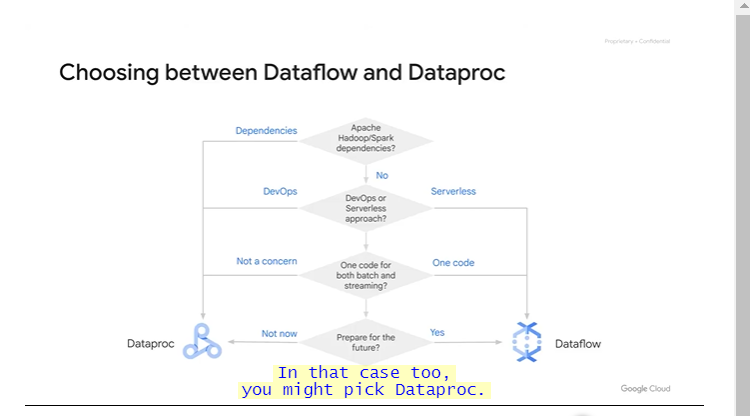 Proprietary + Confidential
Choosing between Dataflow and Dataproc
Dependencies
Apache
Hadoop/Spark
dependencies?
No
DevOps
DevOps or
Serverless
approach?
Serverless
Not a concern
One code for
both batch and
streaming?
One code
Not now
Prepare for the
future?
Yes
Dataproc
Dataflow
In that case too,
you might pick Dataproc.
Google Cloud